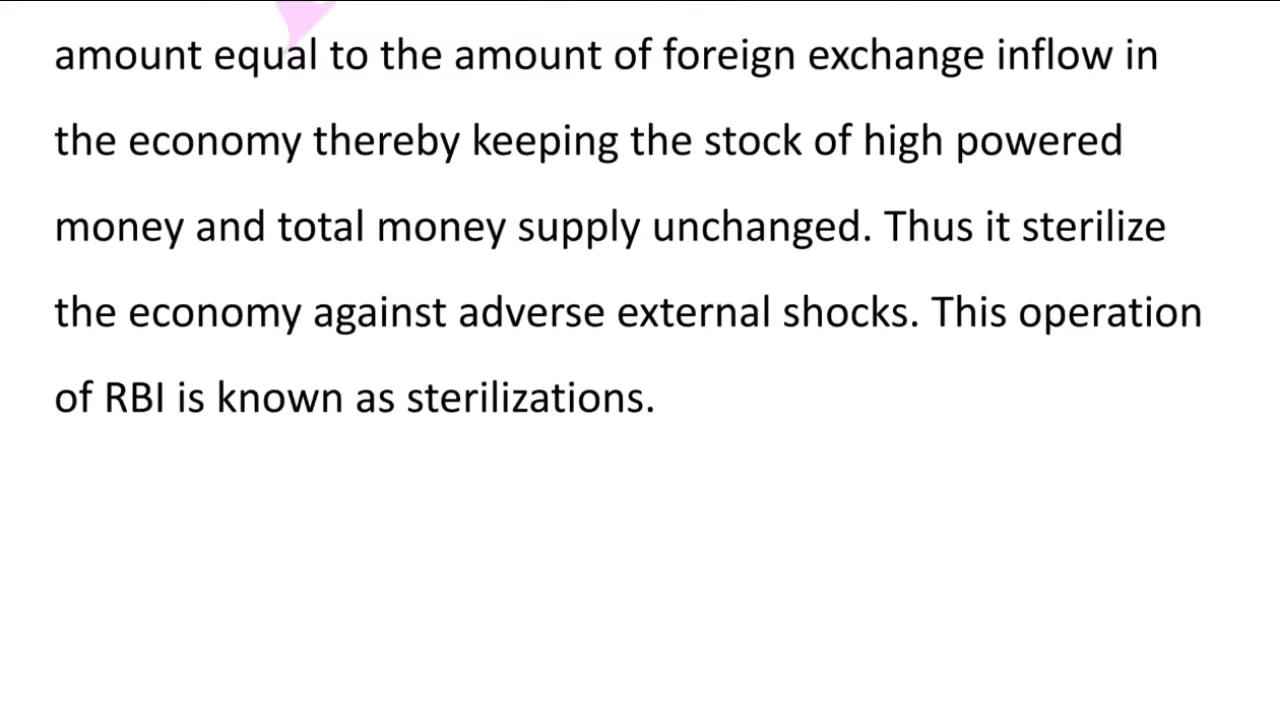 amount equal to the amount of foreign exchange inflow in
the economy thereby keeping the stock of high powered
money and total money supply unchanged. Thus it sterilize
the economy against adverse external shocks. This operation
of RBI is known as sterilizations.